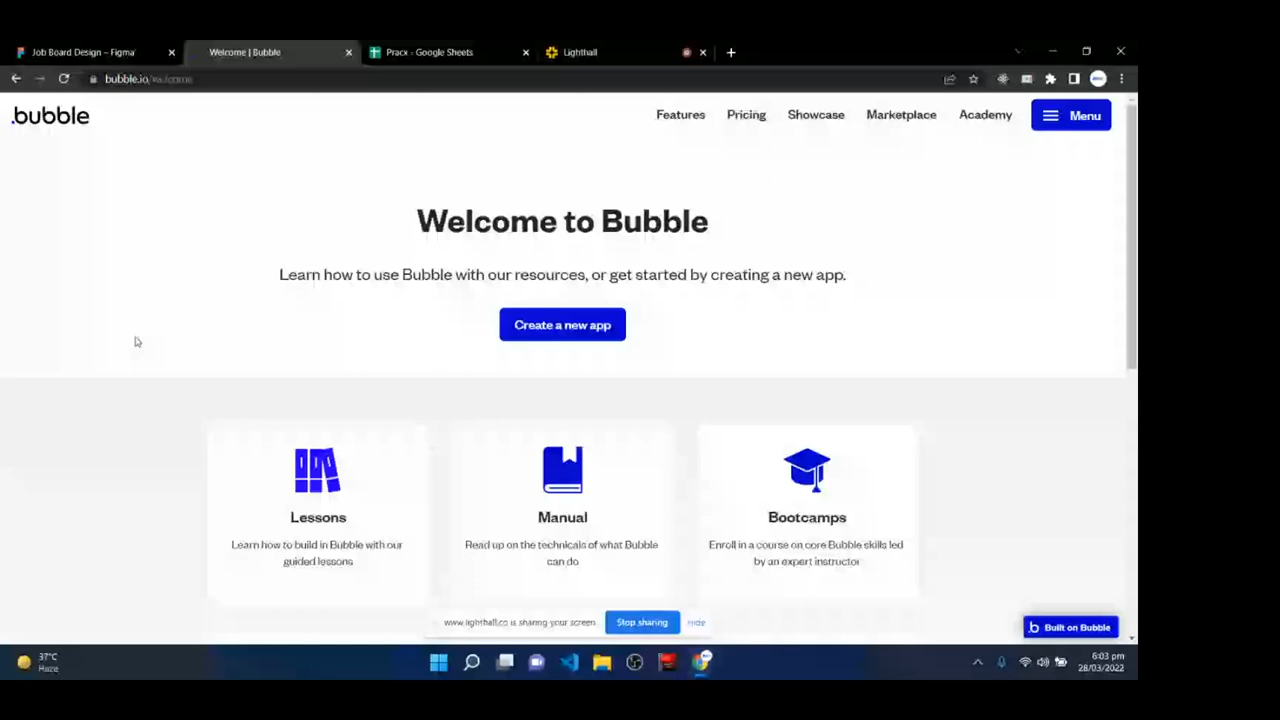 Job Board Design – Figma
Welcome | Bubble
Pracx - Google Sheets
Lighthall
bubble.io/welcome
.bubble
Features
Pricing
Showcase
Marketplace
Academy
Menu
Welcome to Bubble
Learn how to use Bubble with our resources, or get started by creating a new app.
Create a new app
Lessons
Learn how to build in Bubble with our
guided lessons
Manual
Read up on the technicals of what Bubble
can do
Bootcamps
Enroll in a course on core Bubble skills led
by an expert instructor
www.lighthall.co is sharing your screen.
Stop sharing
Hide
b Built on Bubble
37°C
Haze
6:03 pm
28/03/2022